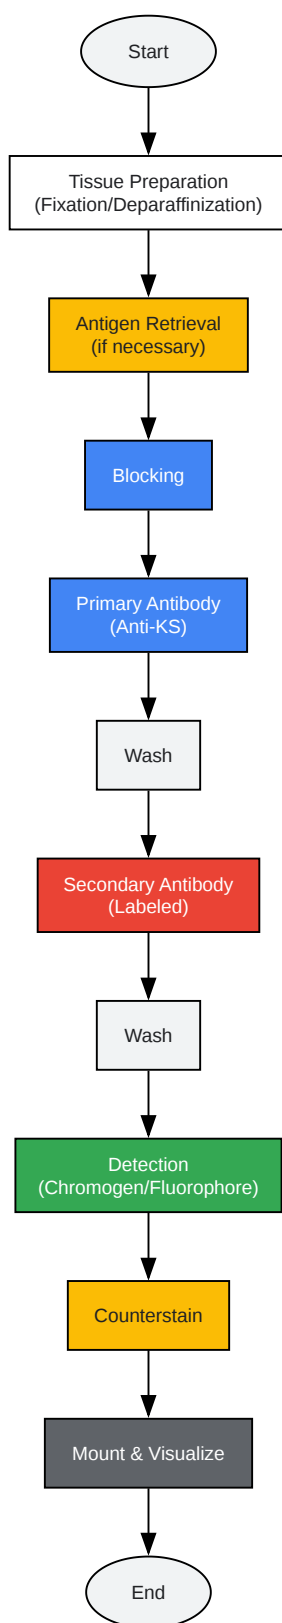 Start
Tissue Preparation
(Fixation/Deparaffinization)
Antigen Retrieval
(if necessary)
Blocking
Primary Antibody
(Anti-KS)
Wash
Secondary Antibody
(Labeled)
Wash
Detection
(Chromogen/Fluorophore)
Counterstain
Mount & Visualize
End